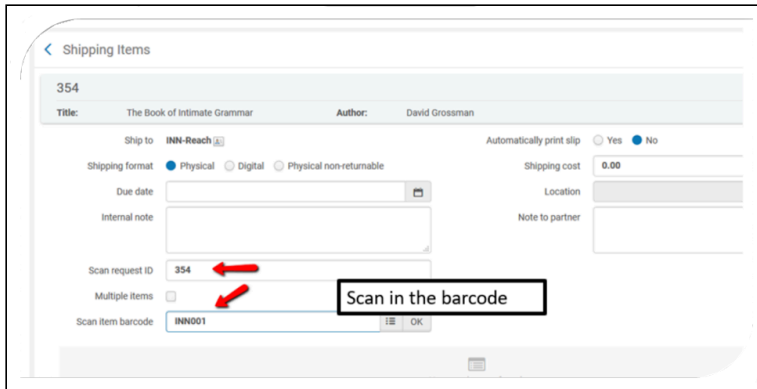 Shipping Items
354
Title: The Book of Intimate Grammar Author: David Grossman
Ship to INN-Reach Automatically print slip Yes No
Shipping format Physical Digital Physical non-returnable Shipping cost 0.00
Due date Location
Internal note Note to partner
Scan request ID 354
Multiple items Scan in the barcode
Scan item barcode INN001 OK